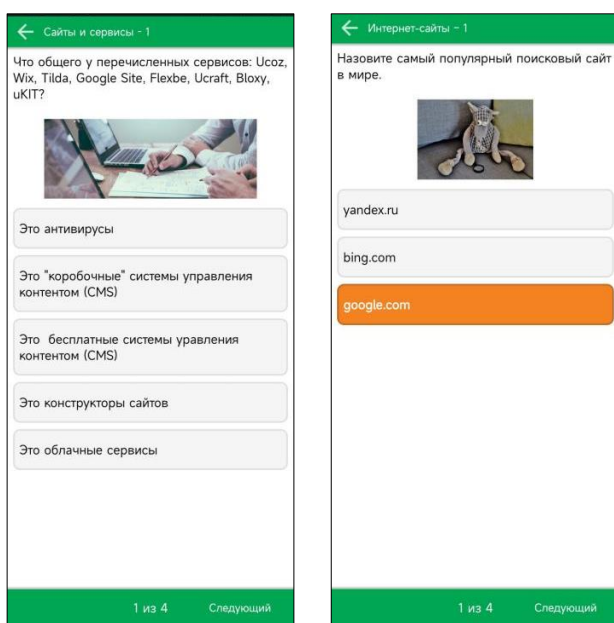 Сайты и сервисы - 1
Что общего у перечисленных сервисов: Ucoz,
Wix, Tilda, Google Site, Flexbe, Ucraft, Bloxy,
uKIT?
Это антивирусы
Это "коробочные" системы управления
контентом (CMS)
Это бесплатные системы уравления
контентом (CMS)
Это конструкторы сайтов
Это облачные сервисы
1 из 4 Следующий
Интернет-сайты - 1
Назовите самый популярный поисковый сайт
в мире.
yandex.ru
bing.com
google.com
1 из 4 Следующий